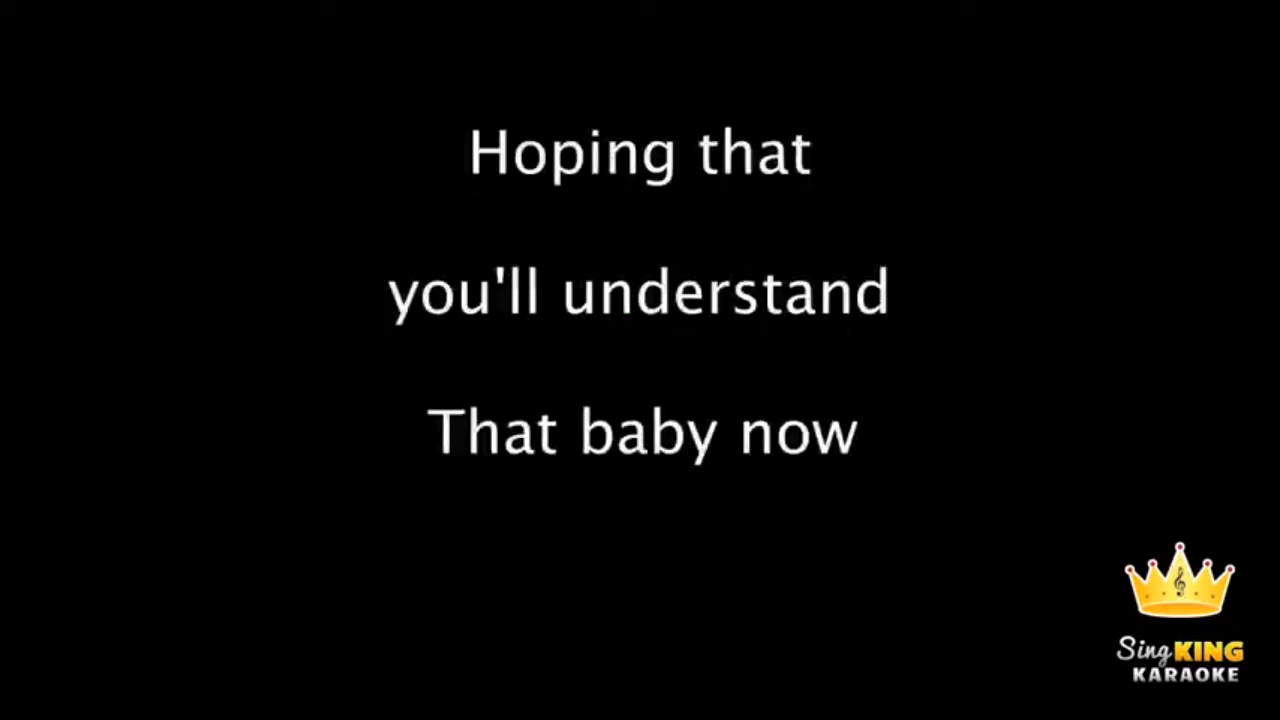 Hoping that
you'll understand
That baby now
Sing KING
KARAOKE